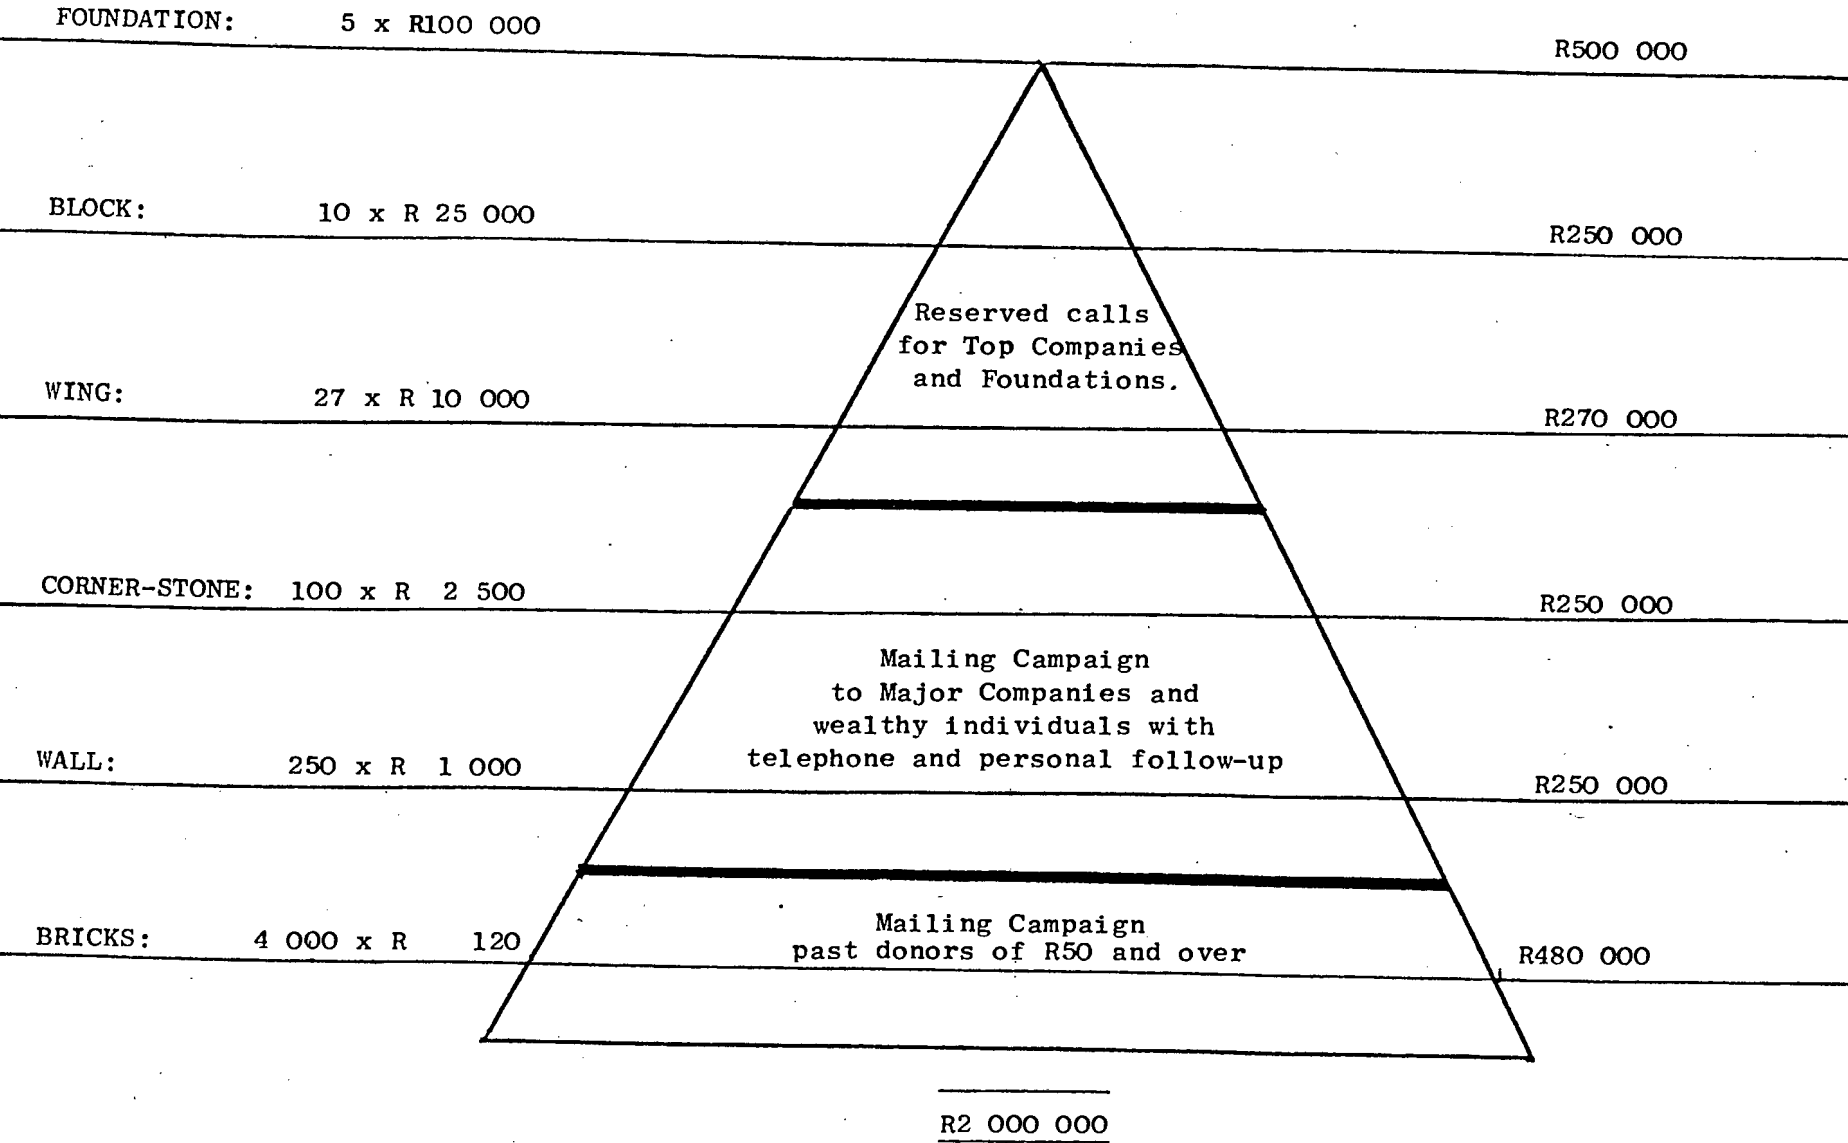 FOUNDATION: 5 x R100 000 R500 000
BLOCK: 10 x R 25 000 R250 000
Reserved calls
for Top Companies
and Foundations.
WING: 27 x R 10 000 R270 000
CORNER-STONE: 100 x R 2 500 R250 000
Mailing Campaign
to Major Companies and
wealthy individuals with
telephone and personal follow-up
WALL: 250 x R 1 000 R250 000
Mailing Campaign
past donors of R50 and over
BRICKS: 4 000 x R 120 R480 000
R2 000 000